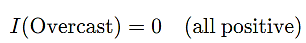 I(Overcast) = 0 (all positive)